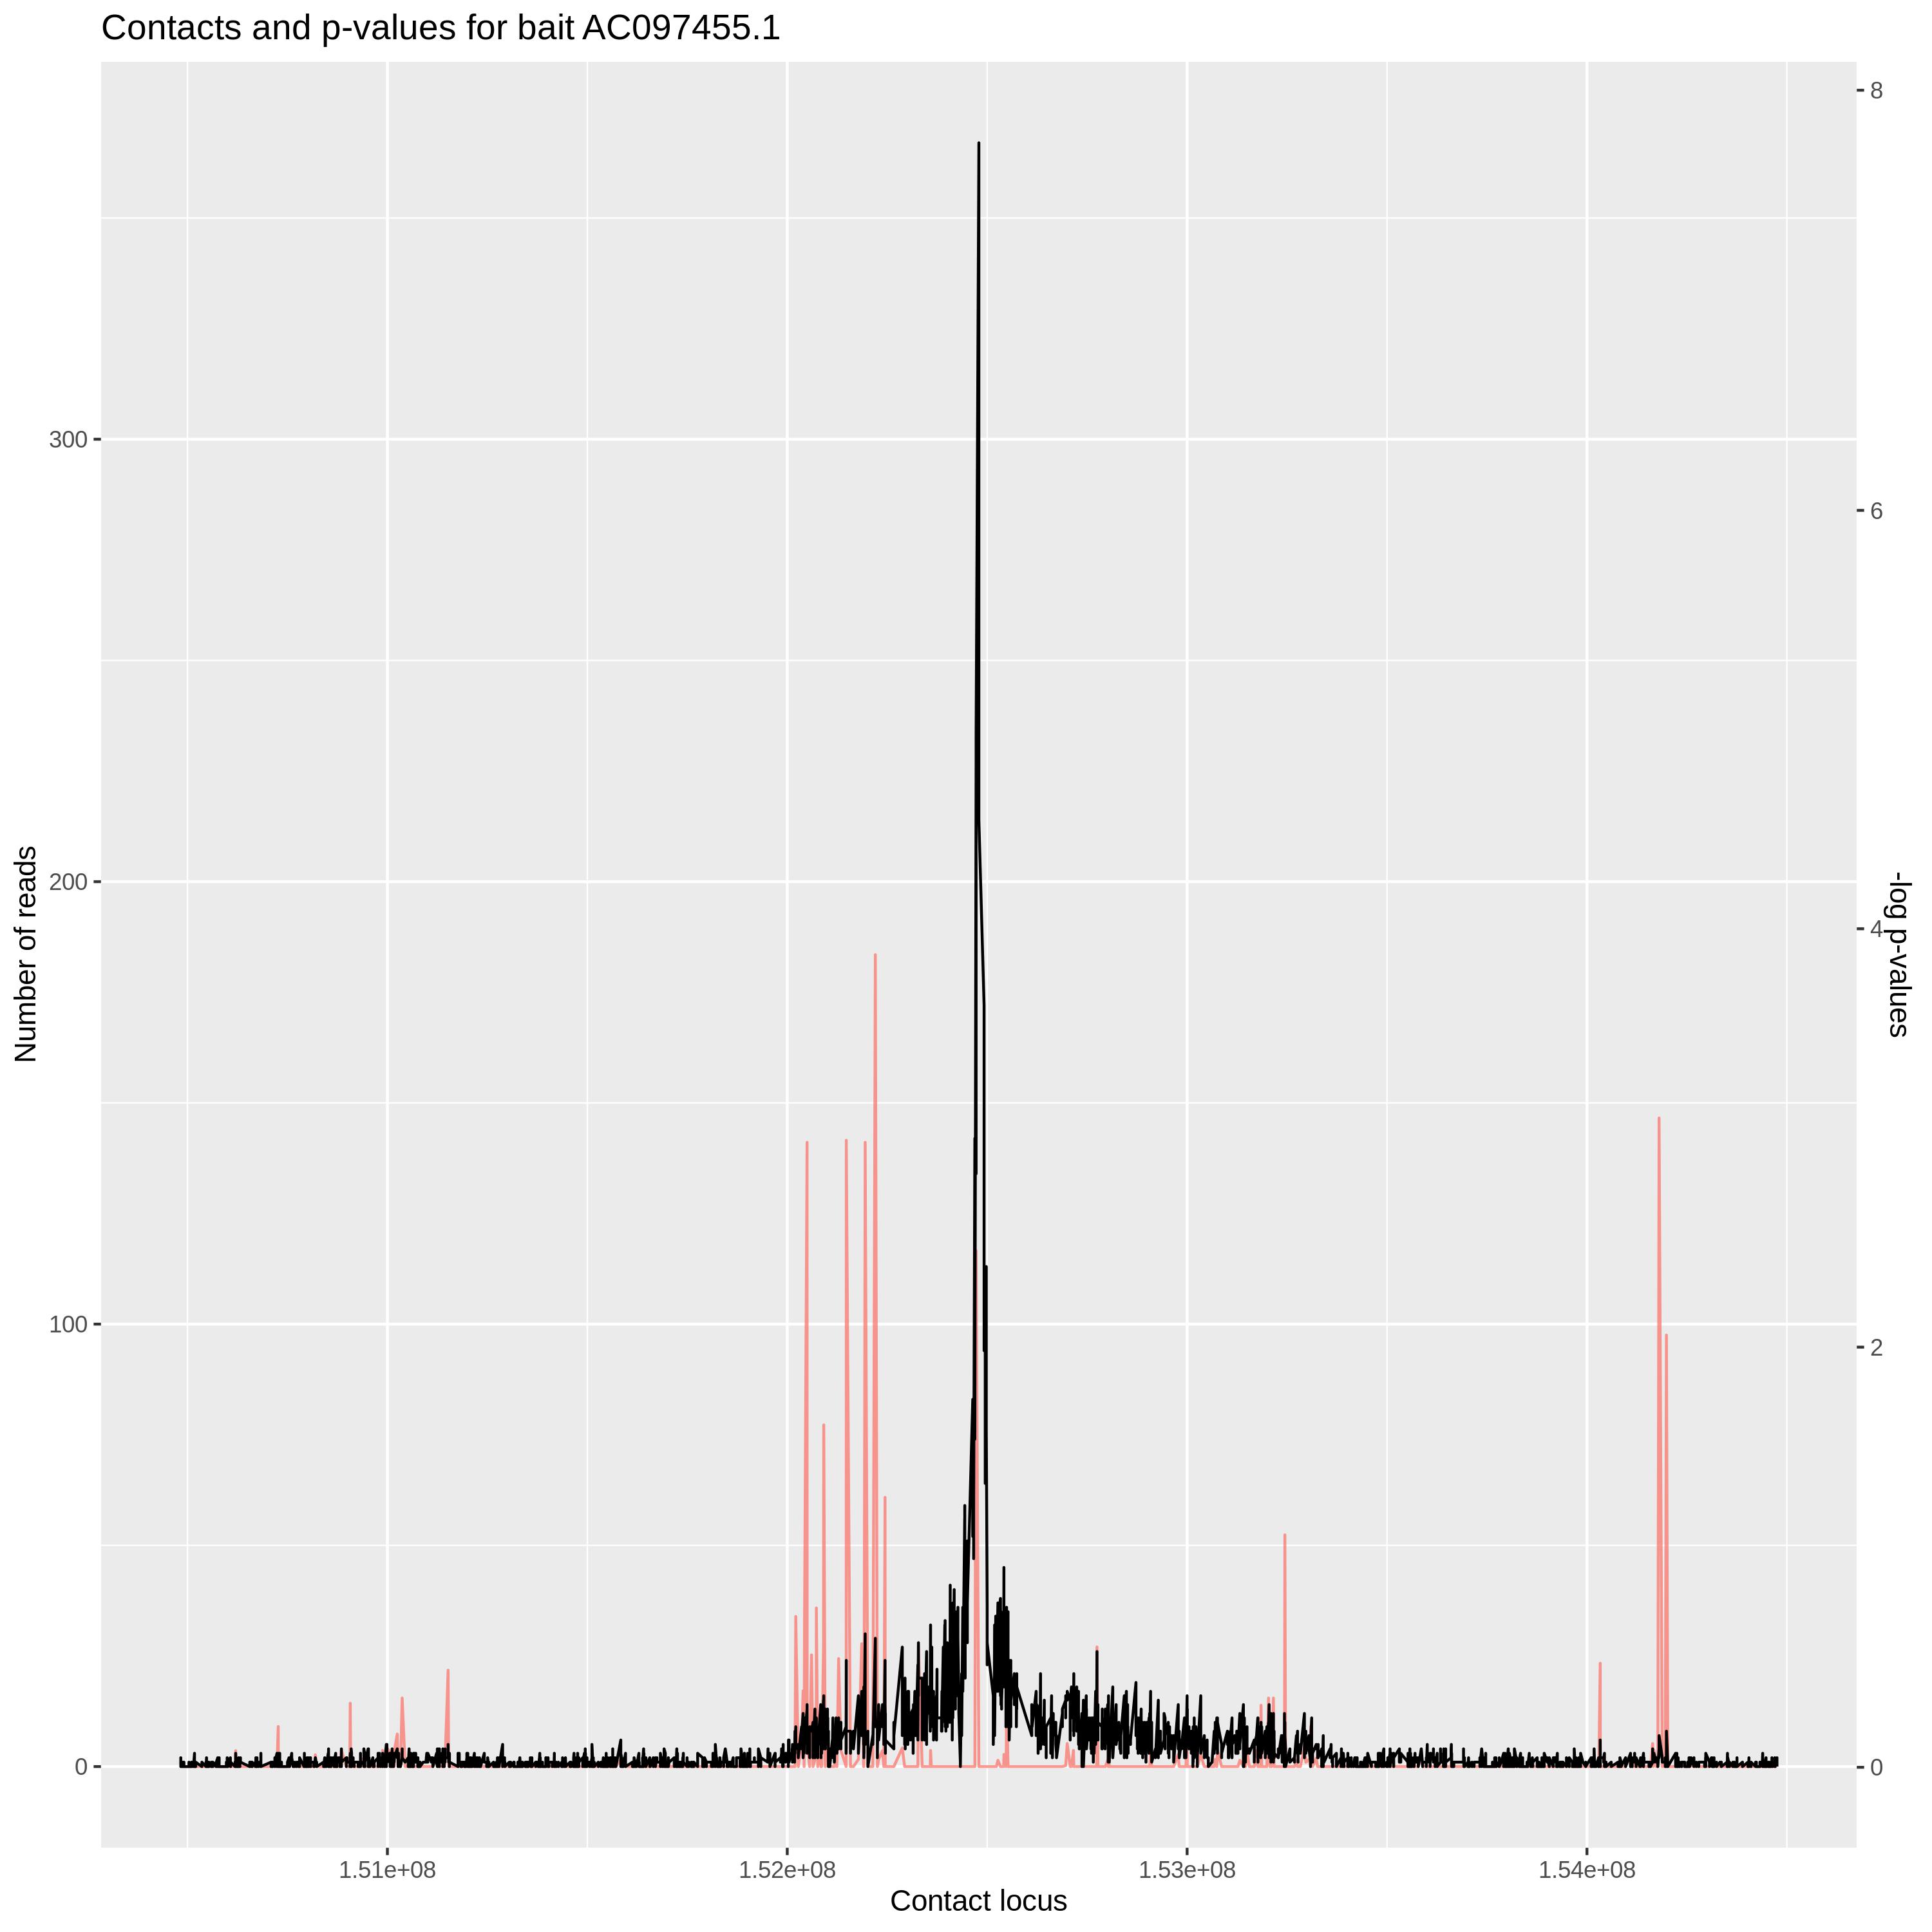 Contacts and p-values for bait AC097455.1
8
6
4
2
0
300
200
100
0
Number of reads
-log p-values
1.51e+08
1.52e+08
1.53e+08
1.54e+08
Contact locus